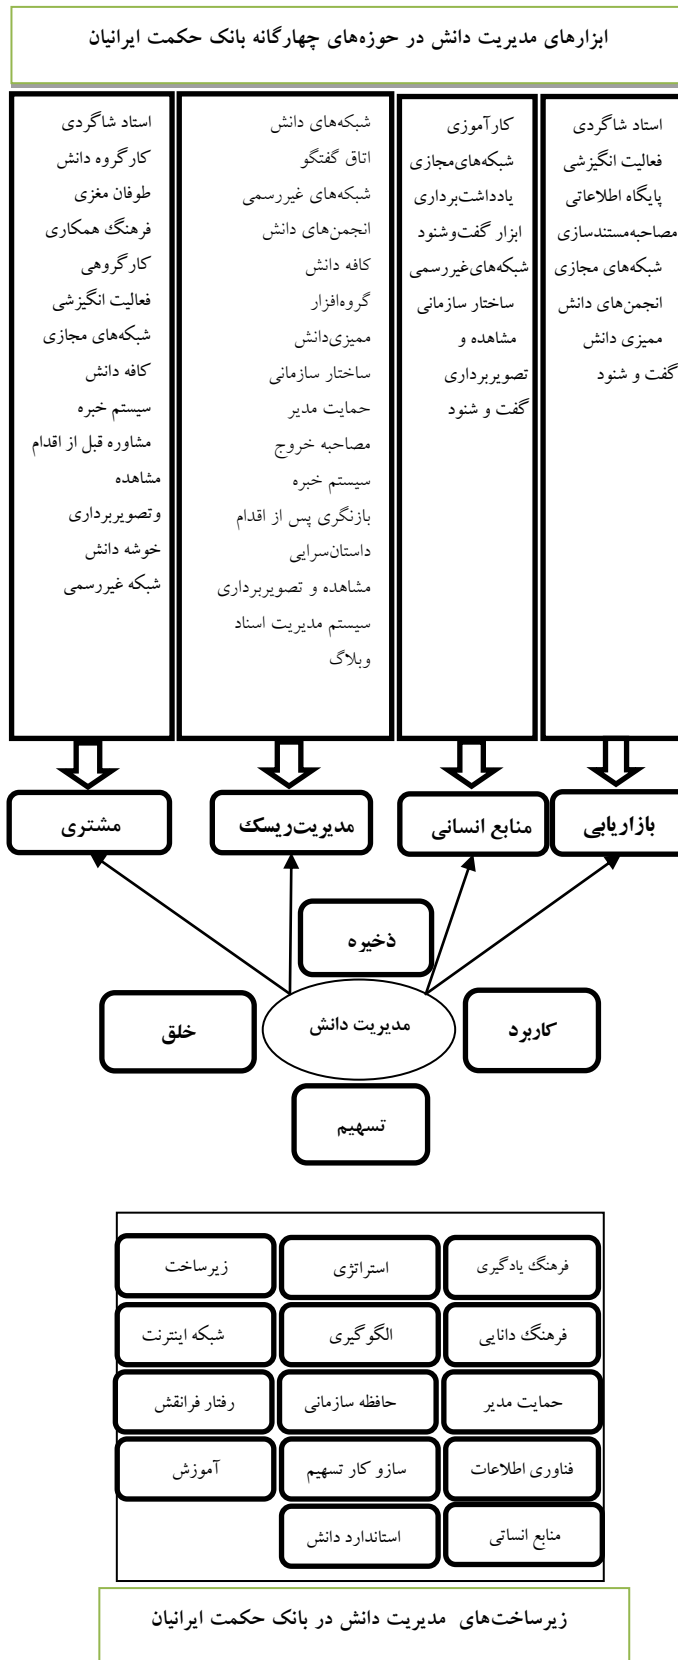 ابزارهای مدیریت دانش در حوزه‌های چهارگانه بانک حکمت ایرانیان
استاد شاگردی
فعالیت انگیزشی
پایگاه اطلاعاتی
مصاحبه‌مستندسازی
شبکه‌های مجازی
انجمن‌های دانش
ممیزی دانش
گفت و شنود
کارآموزی
شبکه‌های‌مجازی
یادداشت‌برداری
ابزار گفت‌وشنود
شبکه‌های‌غیررسمی
ساختار سازمانی
مشاهده و
تصویربرداری
گفت و شنود
شبکه‌های دانش
اتاق گفتگو
شبکه‌های غیررسمی
انجمن‌های دانش
کافه دانش
گروه‌افزار
ممیزی‌دانش
ساختار سازمانی
حمایت مدیر
مصاحبه خروج
سیستم خبره
بازنگری پس از اقدام
داستان‌سرایی
مشاهده و تصویربرداری
سیستم مدیریت اسناد
وبلاگ
استاد شاگردی
کارگروه دانش
طوفان مغزی
فرهنگ همکاری
کارگروهی
فعالیت انگیزشی
شبکه‌های مجازی
کافه دانش
سیستم خبره
مشاوره قبل از اقدام
مشاهده
وتصویربرداری
خوشه دانش
شبکه غیررسمی
بازاریابی
منابع انسانی
مدیریت‌ریسک
مشتری
ذخیره
کاربرد
مدیریت دانش
خلق
تسهیم
فرهنگ یادگیری
استراتژی
زیرساخت
فرهنگ دانایی
الگوگیری
شبکه اینترنت
حمایت مدیر
حافظه سازمانی
رفتار فرانقش
فناوری اطلاعات
سازو کار تسهیم
آموزش
منابع انساتی
استاندارد دانش
زیرساخت‌های مدیریت دانش در بانک حکمت ایرانیان